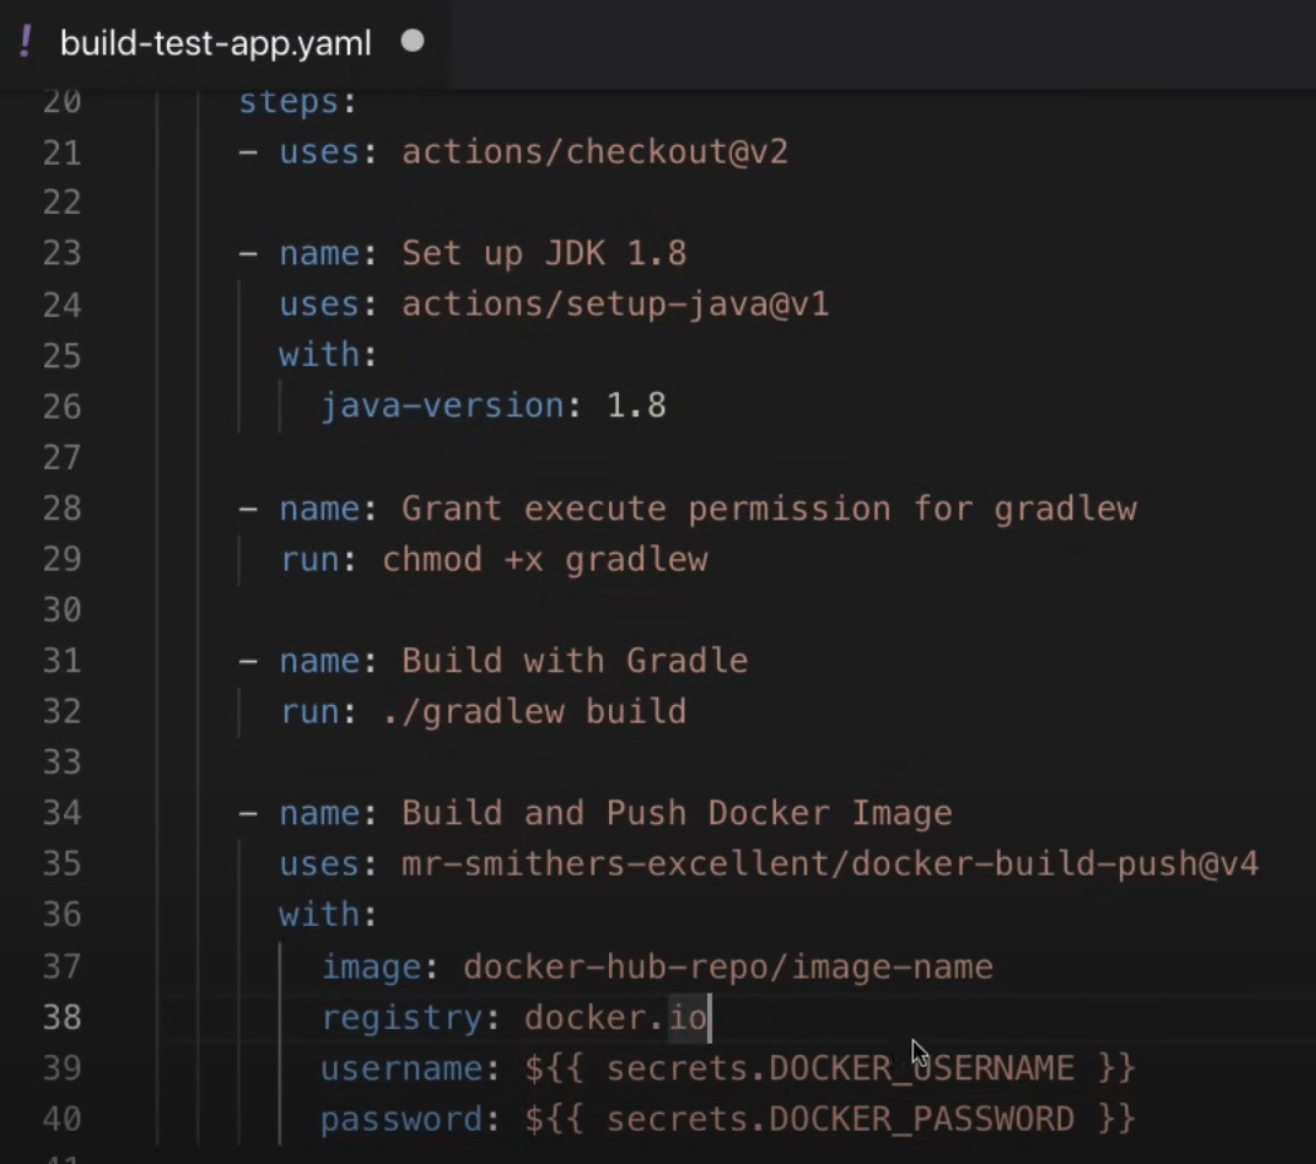 ! build-test-app.yaml
20 steps:
21 - uses: actions/checkout@v2
22
23 - name: Set up JDK 1.8
24 uses: actions/setup-java@v1
25 with:
26 java-version: 1.8
27
28 - name: Grant execute permission for gradlew
29 run: chmod +x gradlew
30
31 - name: Build with Gradle
32 run: ./gradlew build
33
34 - name: Build and Push Docker Image
35 uses: mr-smithers-excellent/docker-build-push@v4
36 with:
37 image: docker-hub-repo/image-name
38 registry: docker.io
39 username: ${{ secrets.DOCKER_USERNAME }}
40 password: ${{ secrets.DOCKER_PASSWORD }}